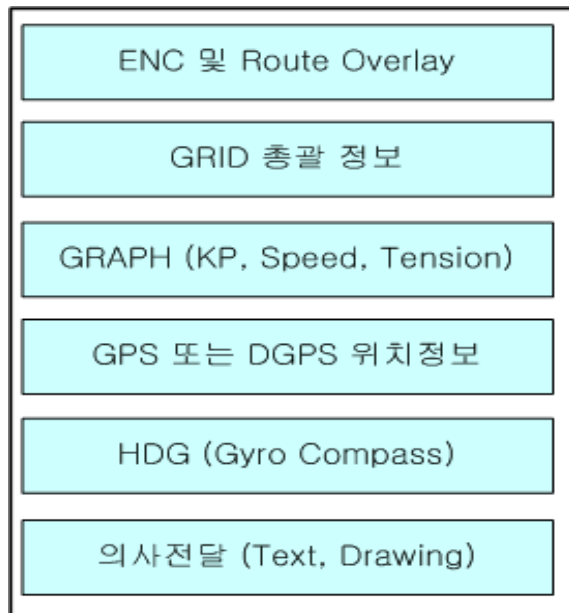 ENC 및 Route Overlay
GRID 총괄 정보
GRAPH (KP, Speed, Tension)
GPS 또는 DGPS 위치정보
HDG (Gyro Compass)
의사전달 (Text, Drawing)